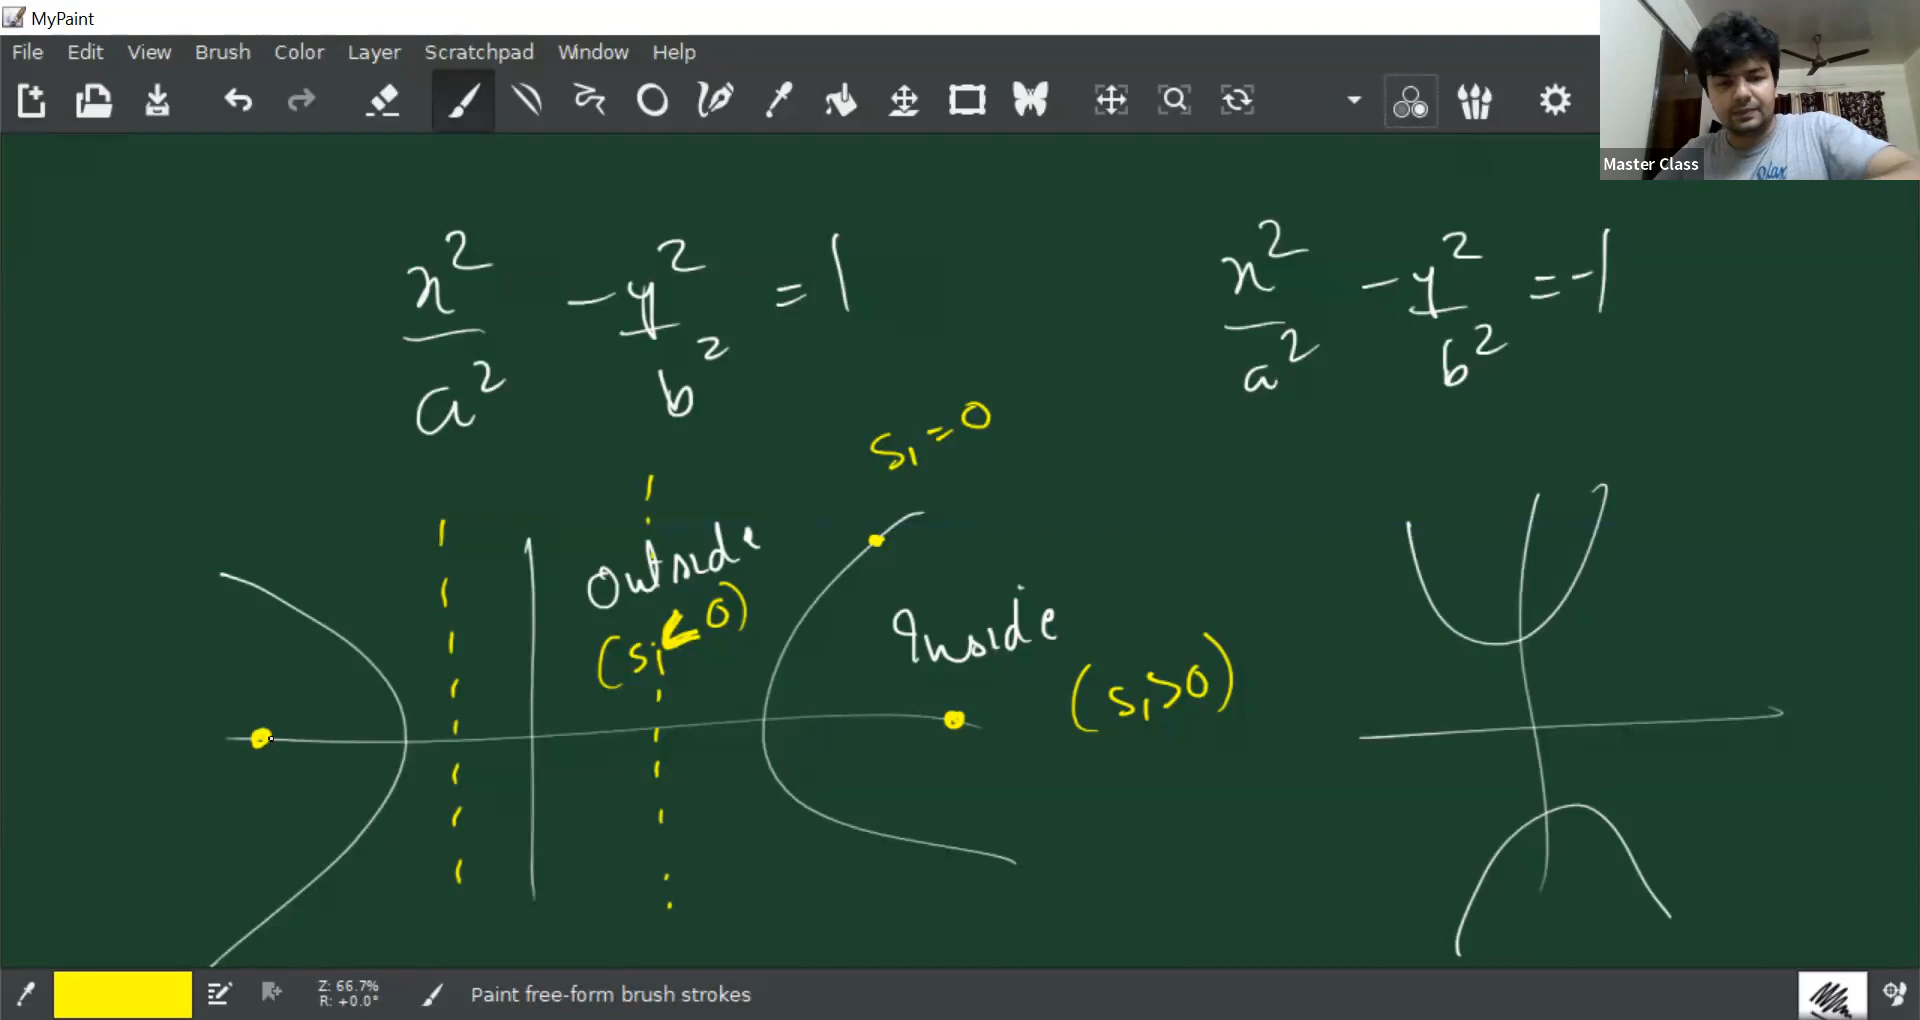 MyPaint
File Edit View Brush Color Layer Scratchpad Window Help
Master Class
x²/a² - y²/b² = 1
x²/a² - y²/b² = -1
S₁ = 0
Outside
(S₁ < 0)
Inside
(S₁ > 0)
Z: 66.7%
R: +0.0°
Paint free-form brush strokes